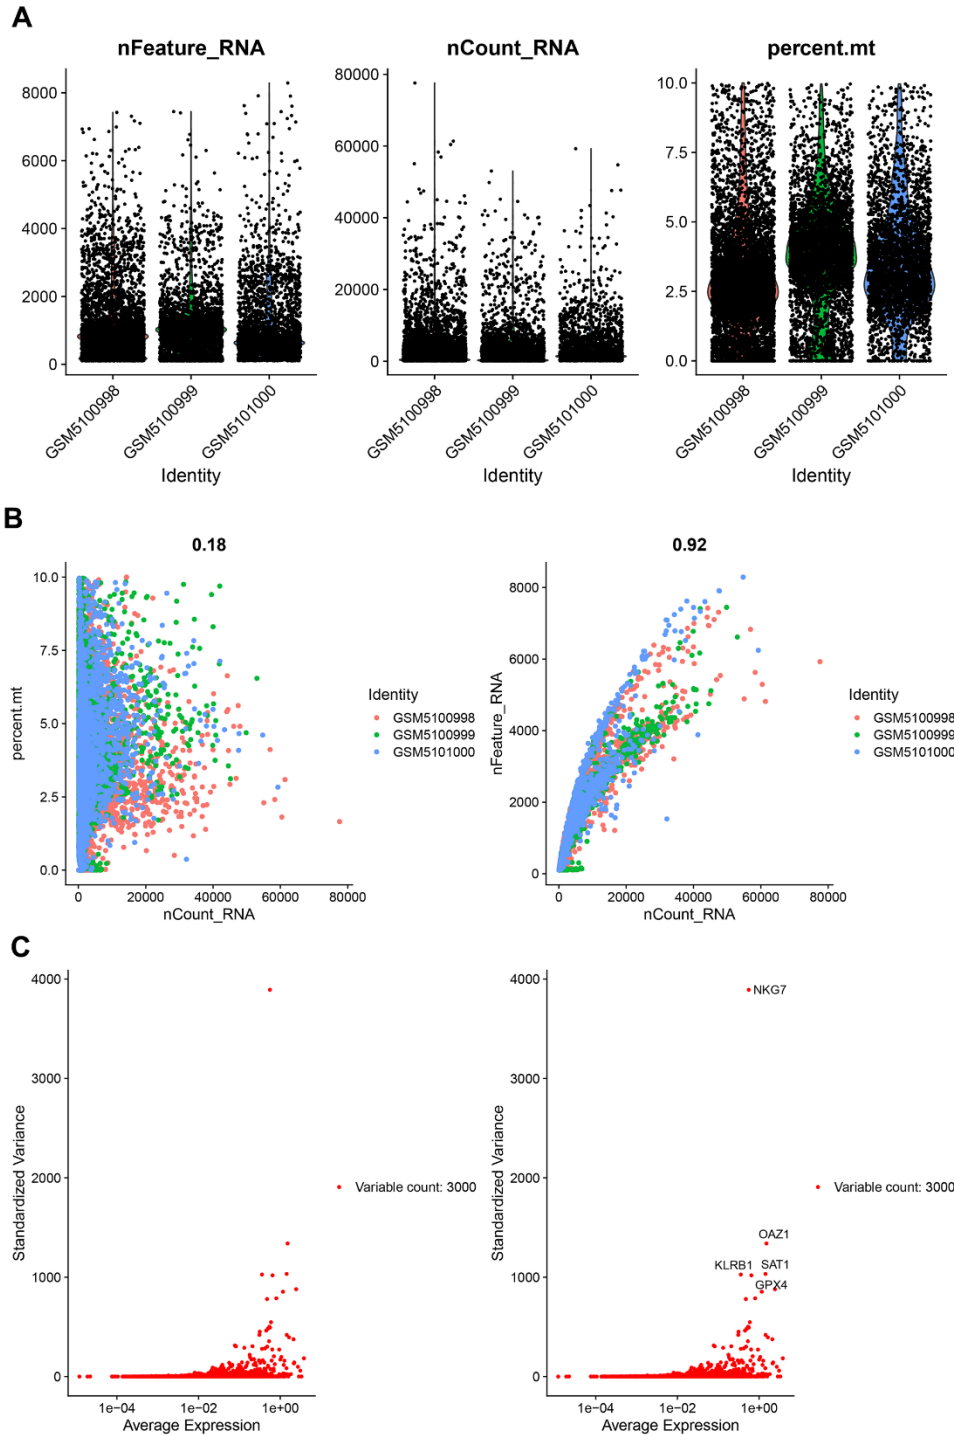 A
nFeature_RNA
nCount_RNA
percent.mt
8000
6000
4000
2000
0
80000
60000
40000
20000
0
10.0
7.5
5.0
2.5
0.0
GSM5100998
GSM5100999
GSM5101000
GSM5100998
GSM5100999
GSM5101000
GSM5100998
GSM5100999
GSM5101000
Identity
Identity
Identity
B
0.18
percent.mt
10.0
7.5
5.0
2.5
0.0
0
20000
40000
60000
80000
nCount_RNA
Identity
GSM5100998
GSM5100999
GSM5101000
0.92
nFeature_RNA
8000
6000
4000
2000
0
0
20000
40000
60000
80000
nCount_RNA
Identity
GSM5100998
GSM5100999
GSM5101000
C
Standardized Variance
4000
3000
2000
1000
0
1e-04
1e-02
1e+00
Average Expression
Variable count: 3000
Standardized Variance
4000
3000
2000
1000
0
NKG7
OAZ1
KLRB1
SAT1
GPX4
1e-04
1e-02
1e+00
Average Expression
Variable count: 3000